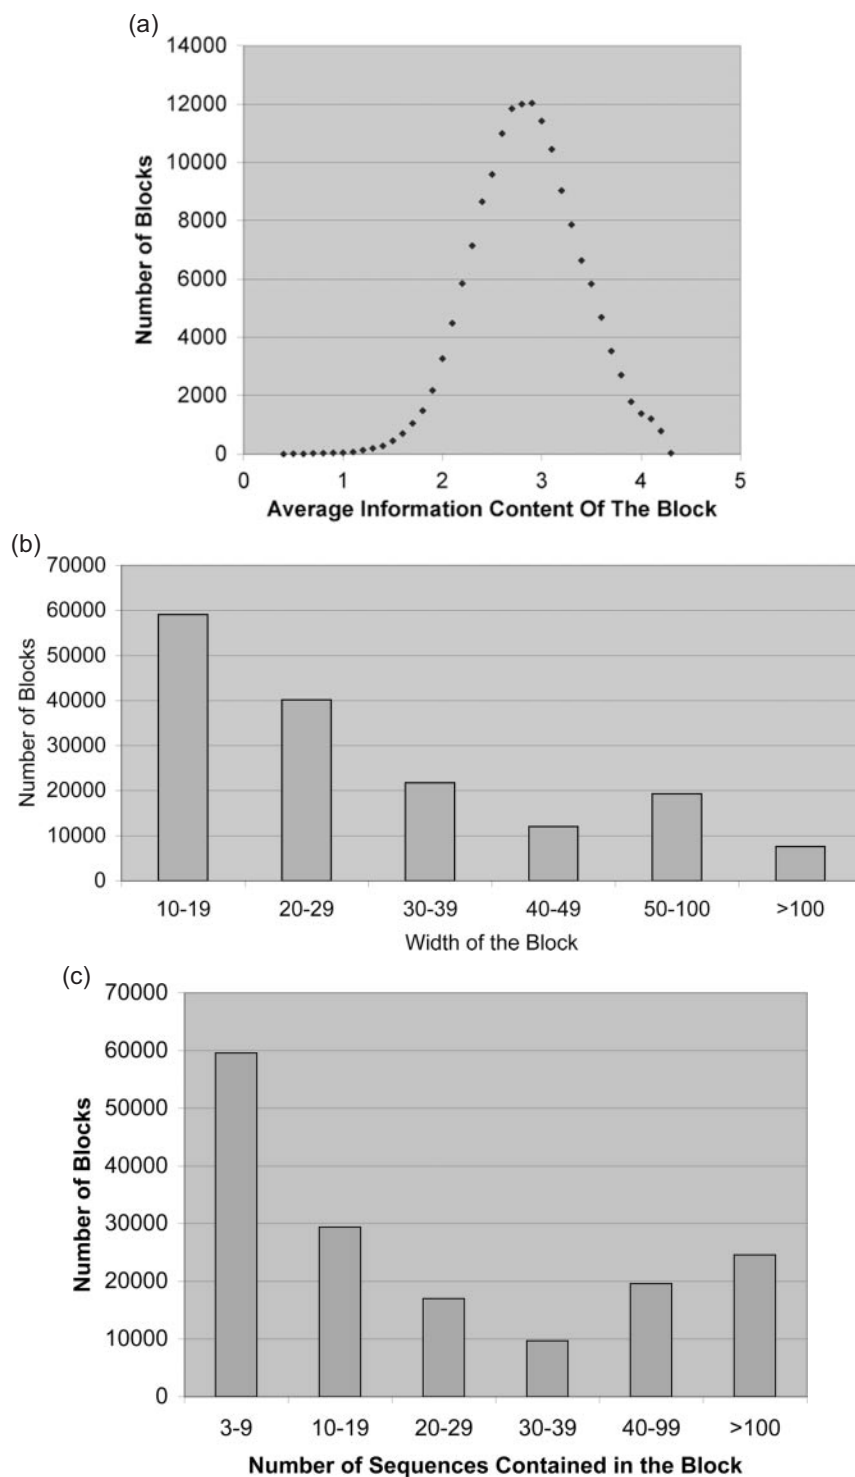 (a)
14000
12000
10000
8000
6000
4000
2000
0
Number of Blocks
0 1 2 3 4 5
Average Information Content Of The Block
(b)
70000
60000
50000
40000
30000
20000
10000
0
Number of Blocks
10-19 20-29 30-39 40-49 50-100 >100
Width of the Block
(c)
70000
60000
50000
40000
30000
20000
10000
0
Number of Blocks
3-9 10-19 20-29 30-39 40-99 >100
Number of Sequences Contained in the Block